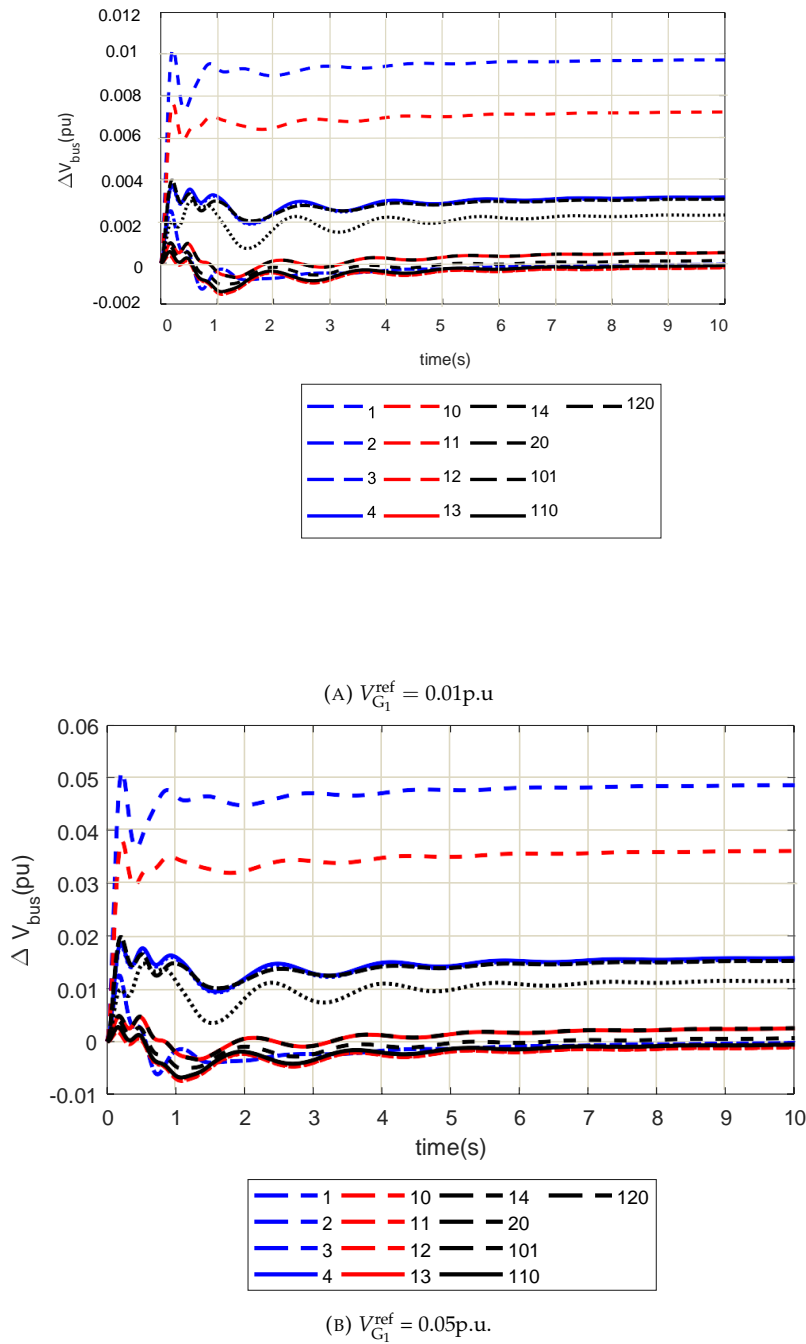 0.012
0.01
0.008
0.006
0.004
0.002
0
-0.002
ΔV_bus(pu)
0 1 2 3 4 5 6 7 8 9 10
time(s)
1 10 14 120
2 11 20
3 12 101
4 13 110
(A) V_G₁^ref = 0.01p.u
0.06
0.05
0.04
0.03
0.02
0.01
0
-0.01
Δ V_bus(pu)
0 1 2 3 4 5 6 7 8 9 10
time(s)
1 10 14 120
2 11 20
3 12 101
4 13 110
(B) V_G₁^ref = 0.05p.u.